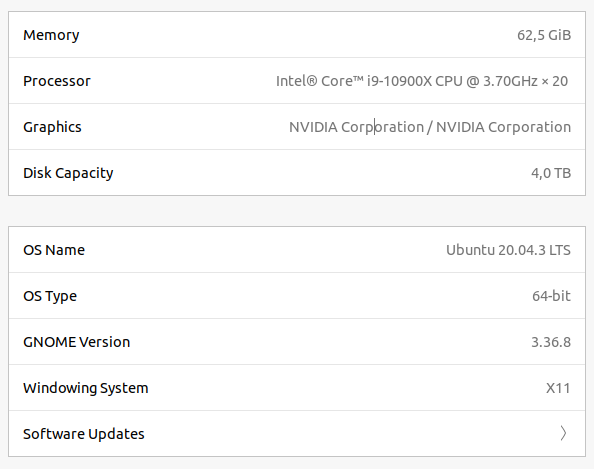 Memory 62,5 GiB
Processor Intel® Core™ i9-10900X CPU @ 3.70GHz × 20
Graphics NVIDIA Corporation / NVIDIA Corporation
Disk Capacity 4,0 TB
OS Name Ubuntu 20.04.3 LTS
OS Type 64-bit
GNOME Version 3.36.8
Windowing System X11
Software Updates